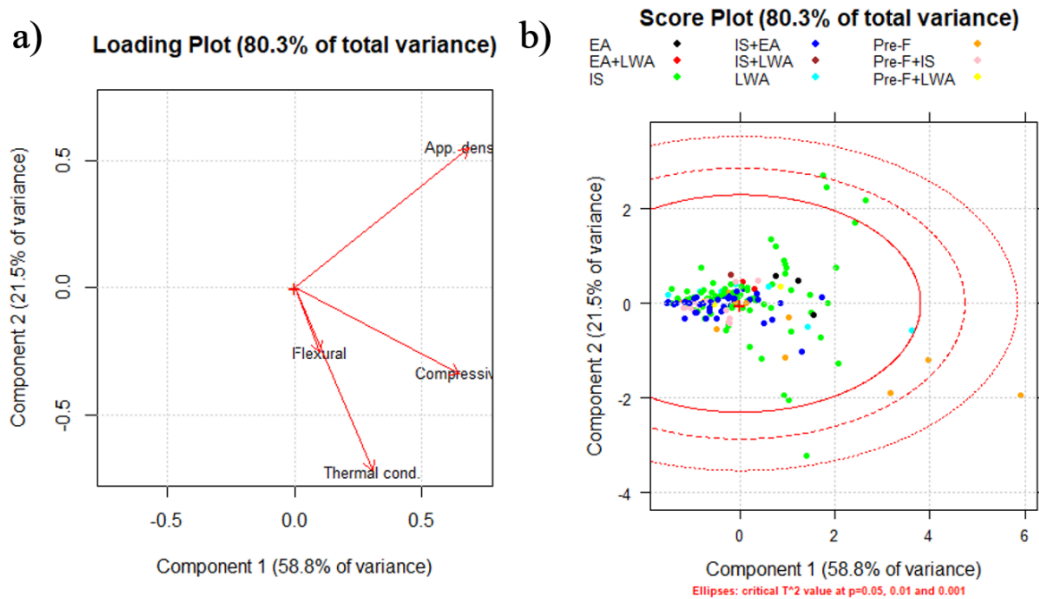 a)
Loading Plot (80.3% of total variance)
Component 2 (21.5% of variance)
0.5
0.0
-0.5
App. dens
Flexural
Compressiv
Thermal cond.
-0.5 0.0 0.5
Component 1 (58.8% of variance)
b)
Score Plot (80.3% of total variance)
EA IS+EA Pre-F
EA+LWA IS+LWA Pre-F+IS
IS LWA Pre-F+LWA
Component 2 (21.5% of variance)
2
0
-2
-4
0 2 4 6
Component 1 (58.8% of variance)
Ellipses: critical T^2 value at p=0.05, 0.01 and 0.001